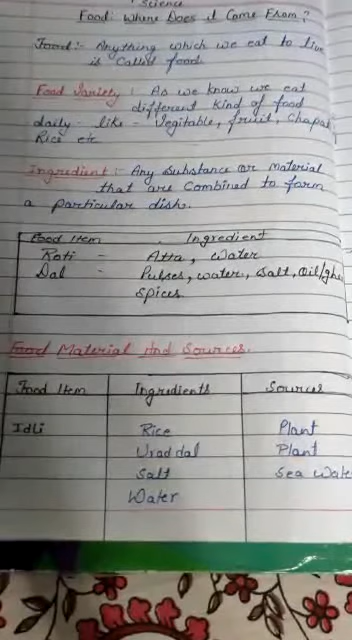 Science
Food: Where Does it Come From?
Food:- Anything which we eat to live
is Called food.
Food Variety : As we know we eat
different kind of food
daily - like - Vegitable, fruit, Chapat
Rice etc
Ingredient :- Any Substance or Material
that are Combined to form
a particular dish.
Food Item Ingredient
Roti - Atta, water
Dal - Pulses, water, Salt, Oil/ghe
Spices
Food Material And Sources.
Food Item Ingredients Sources
Idli Rice Plant
Urad dal Plant
Salt Sea Wate
Water